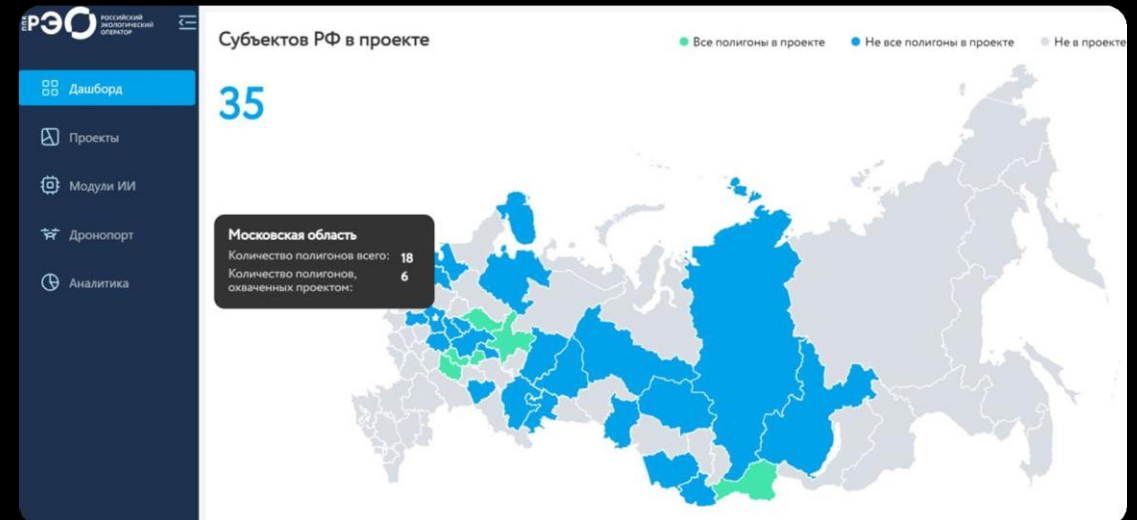 ППК РЭО РОССИЙСКИЙ
ЭКОЛОГИЧЕСКИЙ
ОПЕРАТОР
Дашборд
Проекты
Модули ИИ
Дронопорт
Аналитика
Субъектов РФ в проекте
35
Все полигоны в проекте
Не все полигоны в проекте
Не в проекте
Московская область
Количество полигонов всего: 18
Количество полигонов, 6
охваченных проектом: